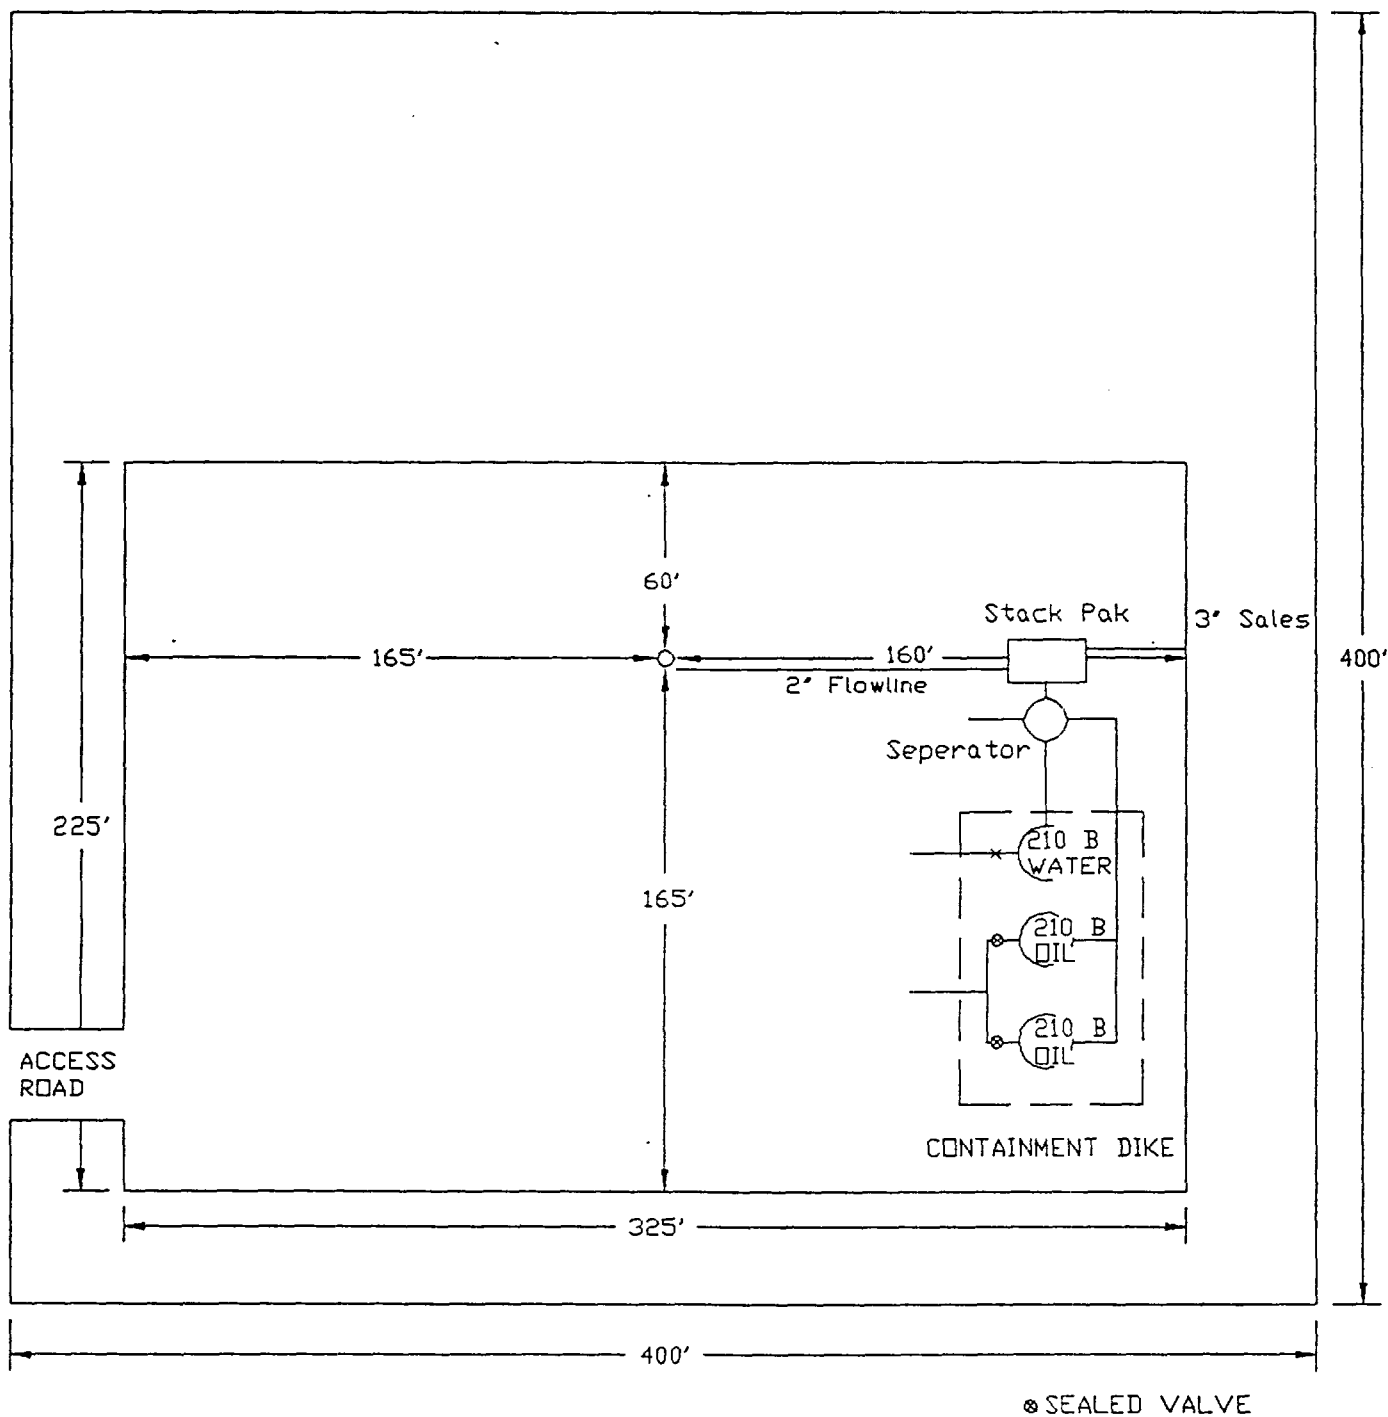 60'
Stack Pak
3" Sales
165'
160'
400'
2" Flowline
Seperator
225'
210 B
WATER
165'
210 B
OIL
210 B
OIL
ACCESS
ROAD
CONTAINMENT DIKE
325'
400'
SEALED VALVE